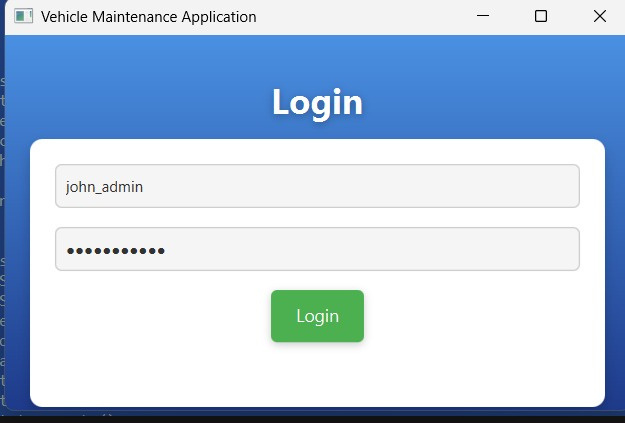 Vehicle Maintenance Application
Login
john_admin
●●●●●●●●●●●
Login